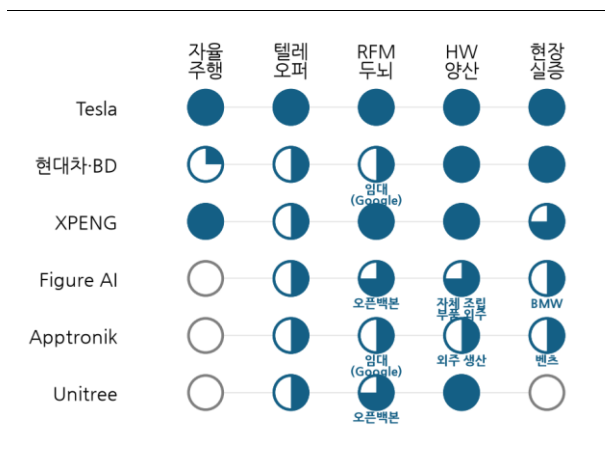 자율 텔레 RFM HW 현장
주행 오퍼 두뇌 양산 실증
Tesla
현대차·BD
임대
(Google)
XPENG
Figure AI
오픈백본 자체 조립 BMW
부품 외주
Apptronik
임대 외주 생산 벤츠
(Google)
Unitree
오픈백본